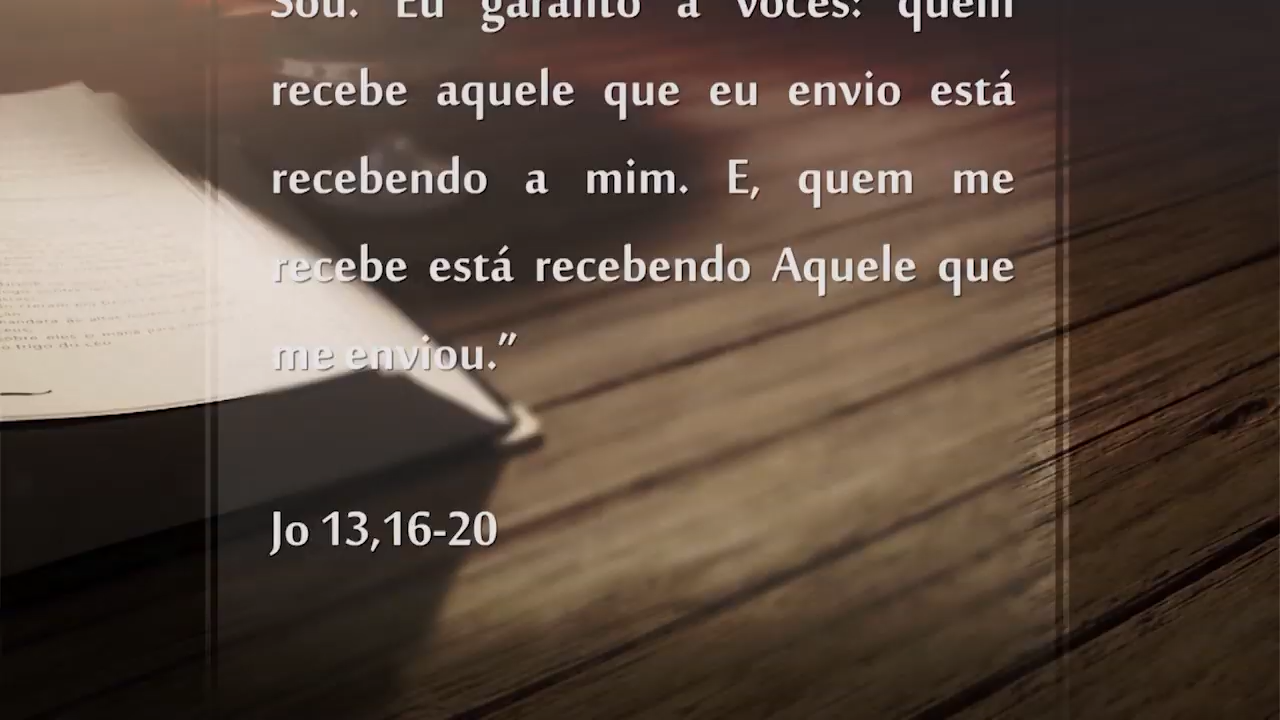 Sou. Eu garanto a vocês: quem
recebe aquele que eu envio está
recebendo a mim. E, quem me
recebe está recebendo Aquele que
me enviou.”
Jo 13,16-20